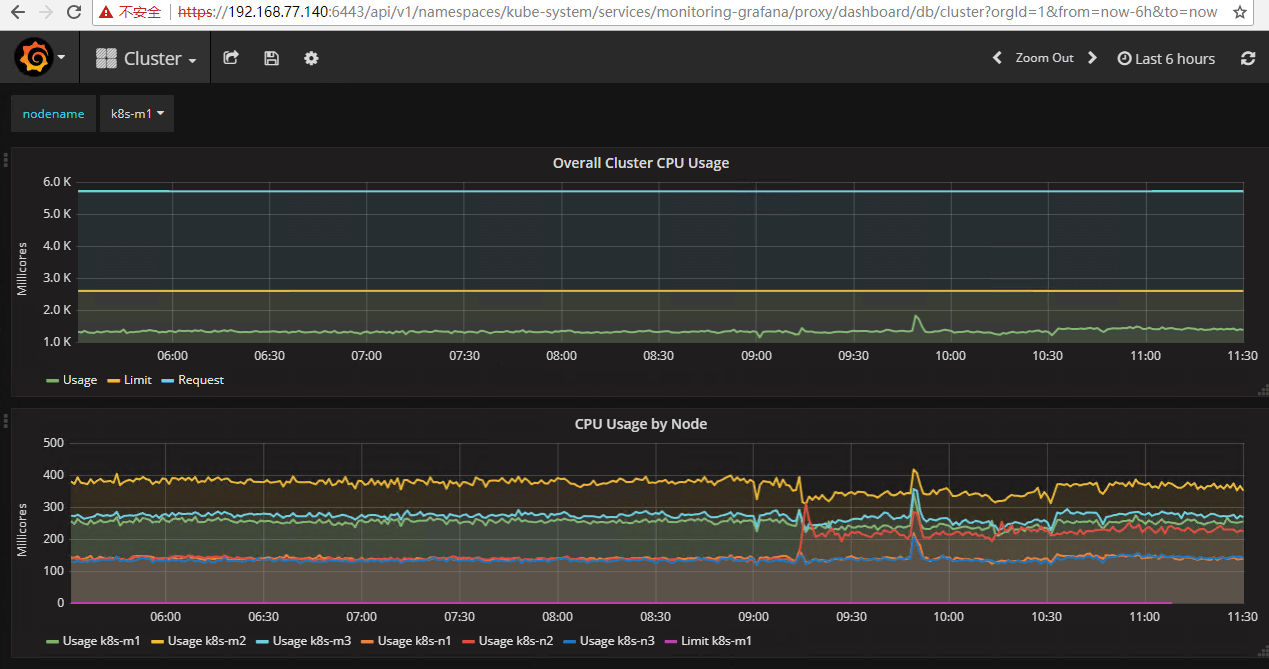 不安全 https://192.168.77.140:6443/api/v1/namespaces/kube-system/services/monitoring-grafana/proxy/dashboard/db/cluster?orgId=1&from=now-6h&to=now
Cluster Zoom Out Last 6 hours
nodename k8s-m1
Overall Cluster CPU Usage
Millicores
6.0 K
5.0 K
4.0 K
3.0 K
2.0 K
1.0 K
06:00 06:30 07:00 07:30 08:00 08:30 09:00 09:30 10:00 10:30 11:00 11:30
Usage Limit Request
CPU Usage by Node
Millicores
500
400
300
200
100
0
06:00 06:30 07:00 07:30 08:00 08:30 09:00 09:30 10:00 10:30 11:00 11:30
Usage k8s-m1 Usage k8s-m2 Usage k8s-m3 Usage k8s-n1 Usage k8s-n2 Usage k8s-n3 Limit k8s-m1